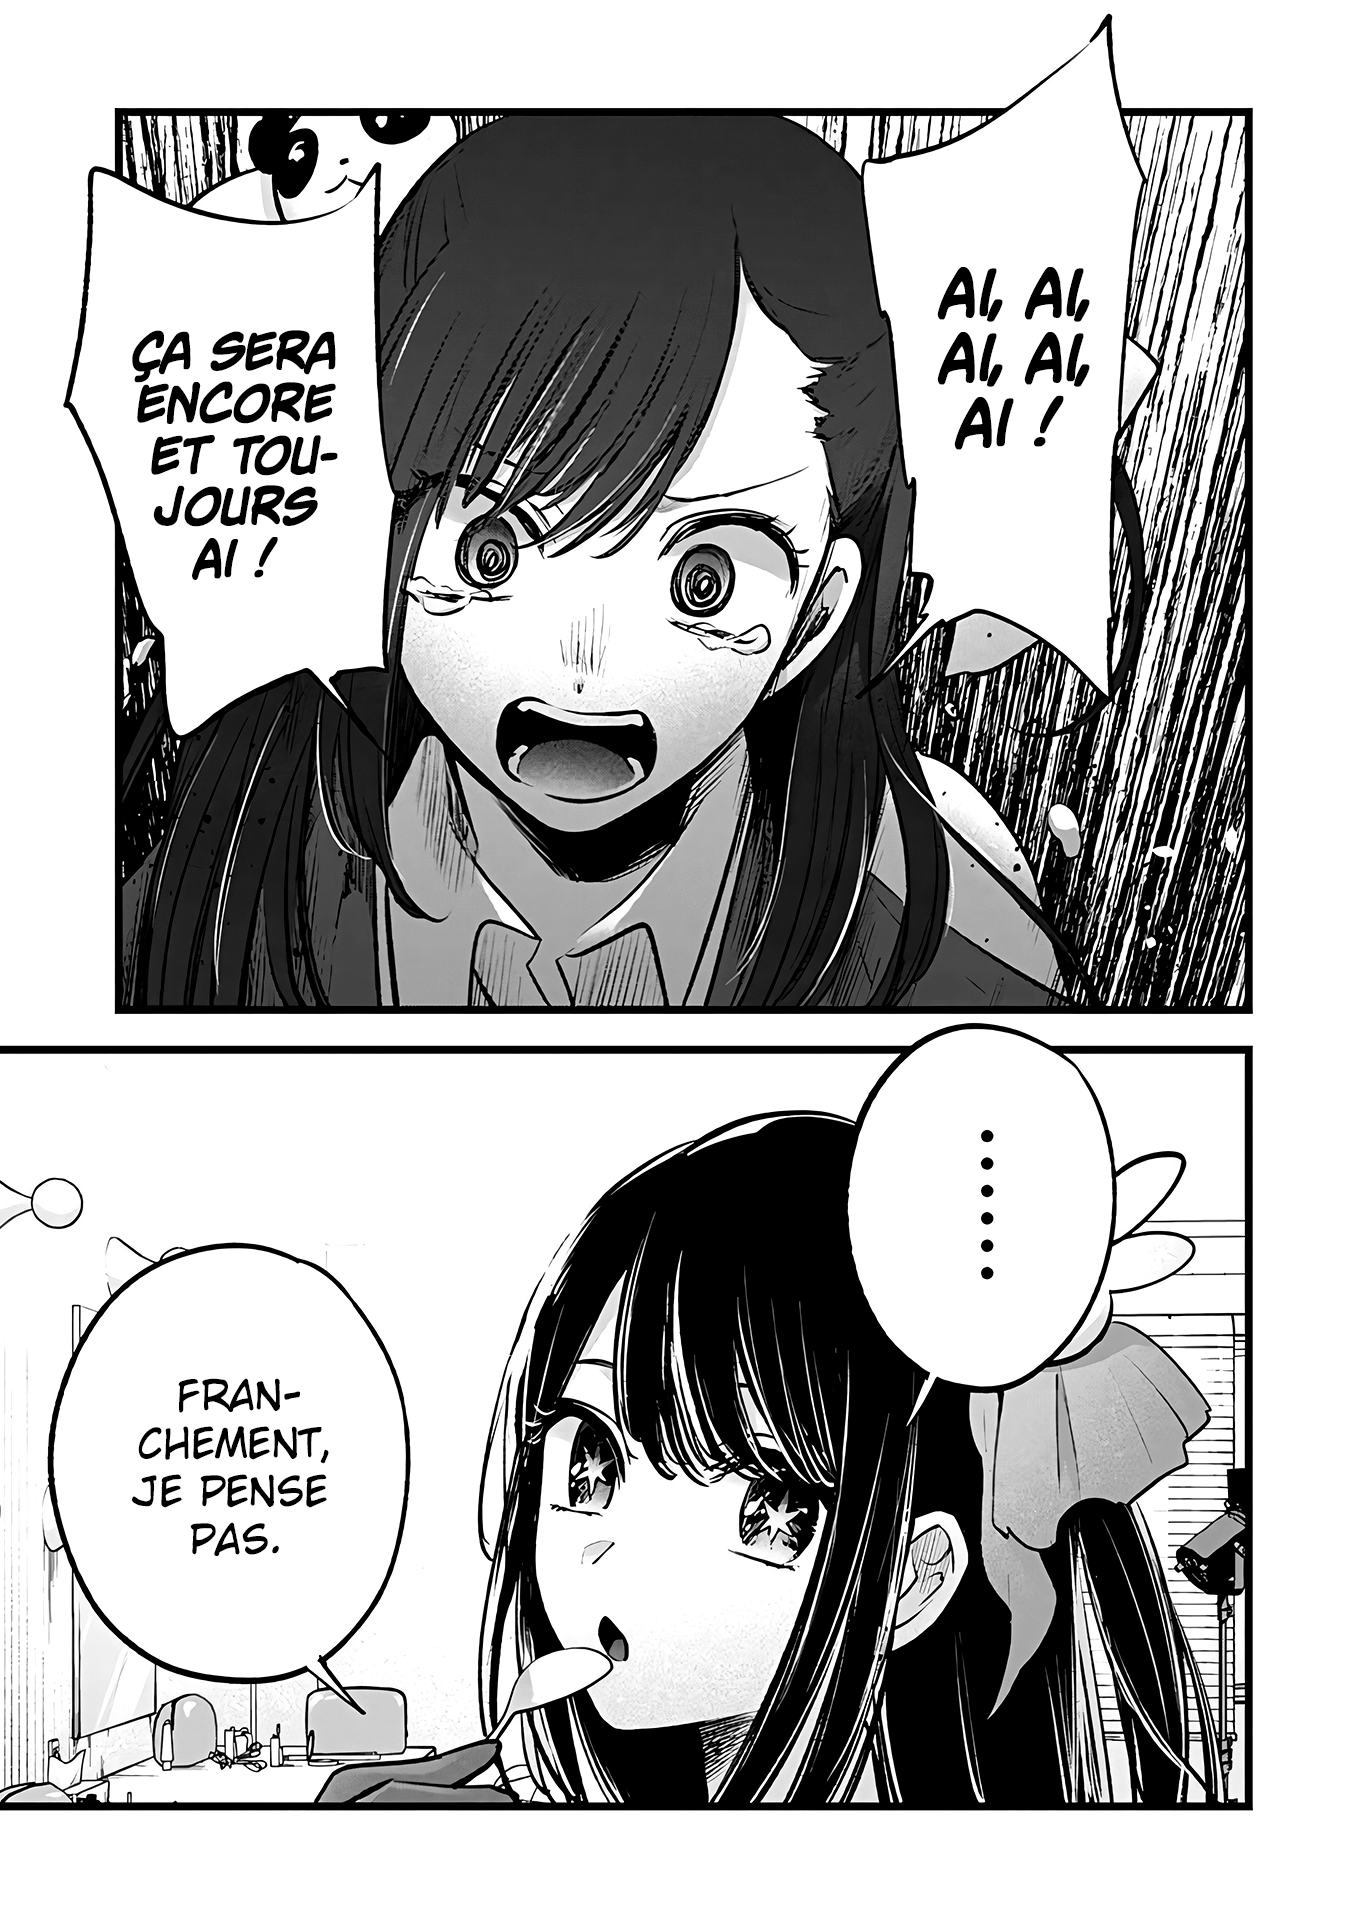 AI, AI,
AI, AI,
AI !
ÇA SERA
ENCORE
ET TOU-
JOURS
AI !
......
FRAN-
CHEMENT,
JE PENSE
PAS.